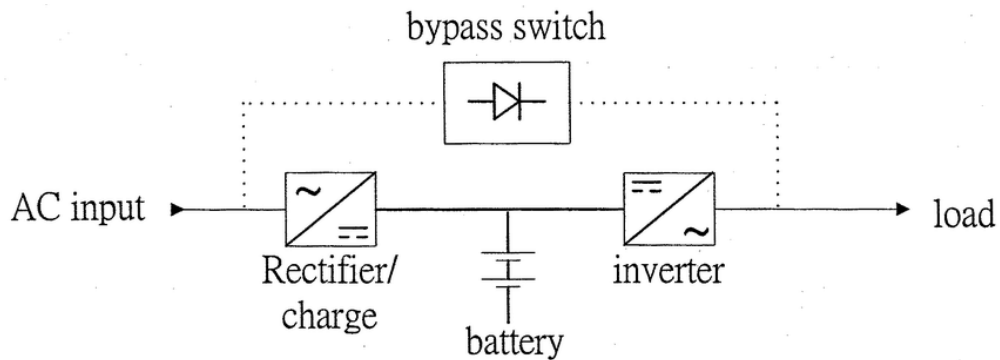 bypass switch
AC input
load
Rectifier/
charge
inverter
battery